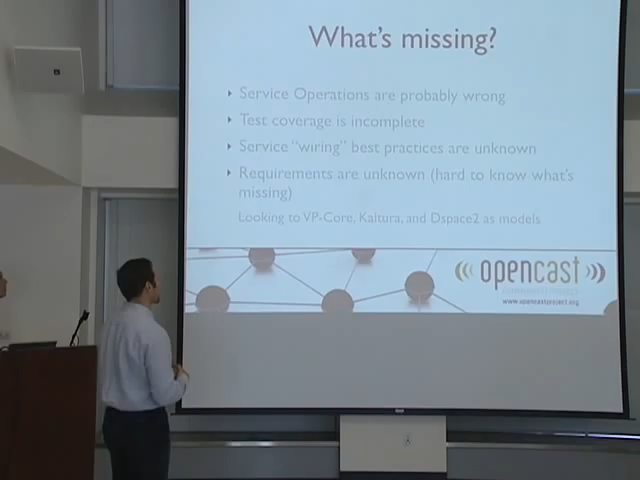 What's missing?
‣ Service Operations are probably wrong
‣ Test coverage is incomplete
‣ Service "wiring" best practices are unknown
‣ Requirements are unknown (hard to know what's
missing)
Looking to VP-Core, Kaltura, and Dspace2 as models
opencast
www.opencastproject.org